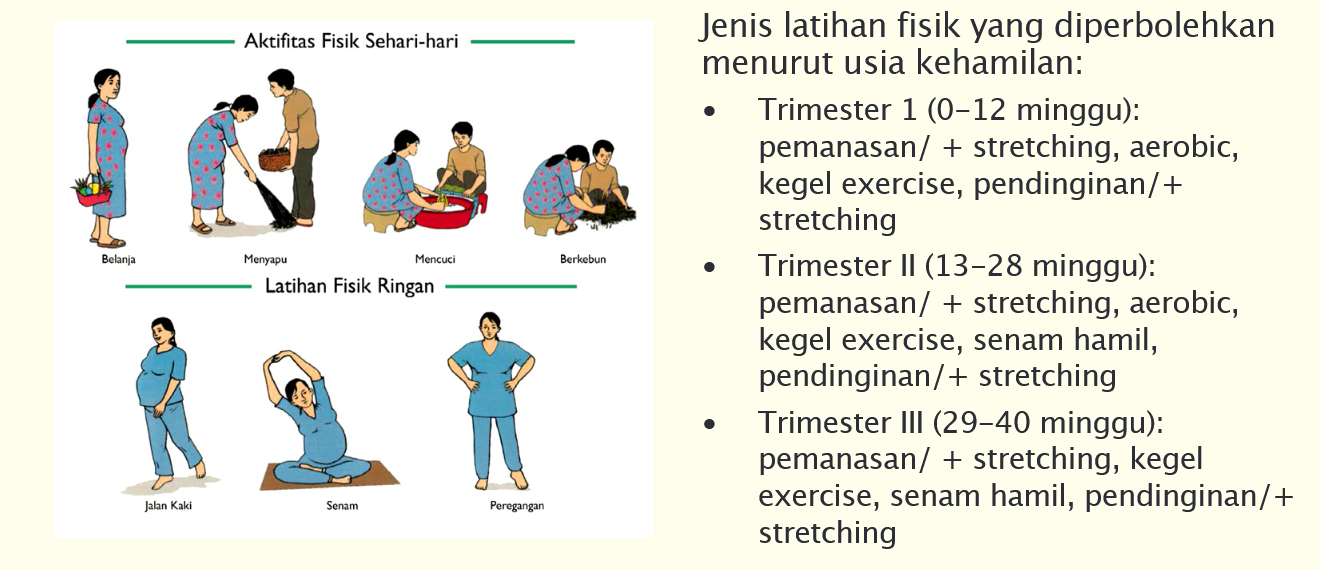 Aktifitas Fisik Sehari-hari
Belanja
Menyapu
Mencuci
Berkebun
Latihan Fisik Ringan
Jalan Kaki
Senam
Peregangan
Jenis latihan fisik yang diperbolehkan
menurut usia kehamilan:
• Trimester 1 (0-12 minggu):
pemanasan/ + stretching, aerobic,
kegel exercise, pendinginan/+
stretching
• Trimester II (13-28 minggu):
pemanasan/ + stretching, aerobic,
kegel exercise, senam hamil,
pendinginan/+ stretching
• Trimester III (29-40 minggu):
pemanasan/ + stretching, kegel
exercise, senam hamil, pendinginan/+
stretching